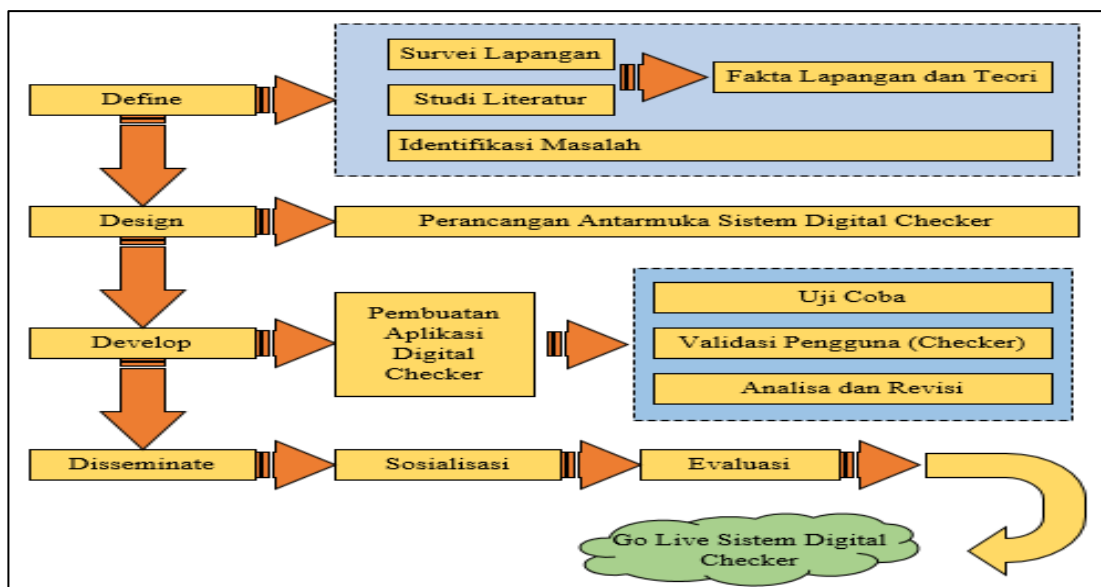 Define
Survei Lapangan
Studi Literatur
Fakta Lapangan dan Teori
Identifikasi Masalah
Design
Perancangan Antarmuka Sistem Digital Checker
Develop
Pembuatan
Aplikasi
Digital
Checker
Uji Coba
Validasi Pengguna (Checker)
Analisa dan Revisi
Disseminate
Sosialisasi
Evaluasi
Go Live Sistem Digital
Checker